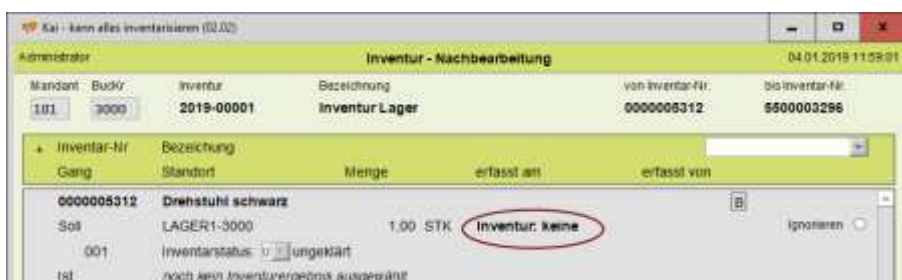 Kai - kann alles inventarisieren (02.02)
Administrator Inventur - Nachbearbeitung 04.01.2019 11:59:01
Mandant BucKr Inventur Bezeichnung von Inventar-Nr. bis Inventar-Nr.
101 3000 2019-00001 Inventur Lager 0000005312 5500003296
+ Inventar-Nr Bezeichung
Gang Standort Menge erfasst am erfasst von
0000005312 Drehstuhl schwarz B
Soll LAGER1-3000 1,00 STK Inventur: keine Ignorieren
001 Inventarstatus: U ungeklärt
Ist noch kein Inventurergebnis ausgewählt